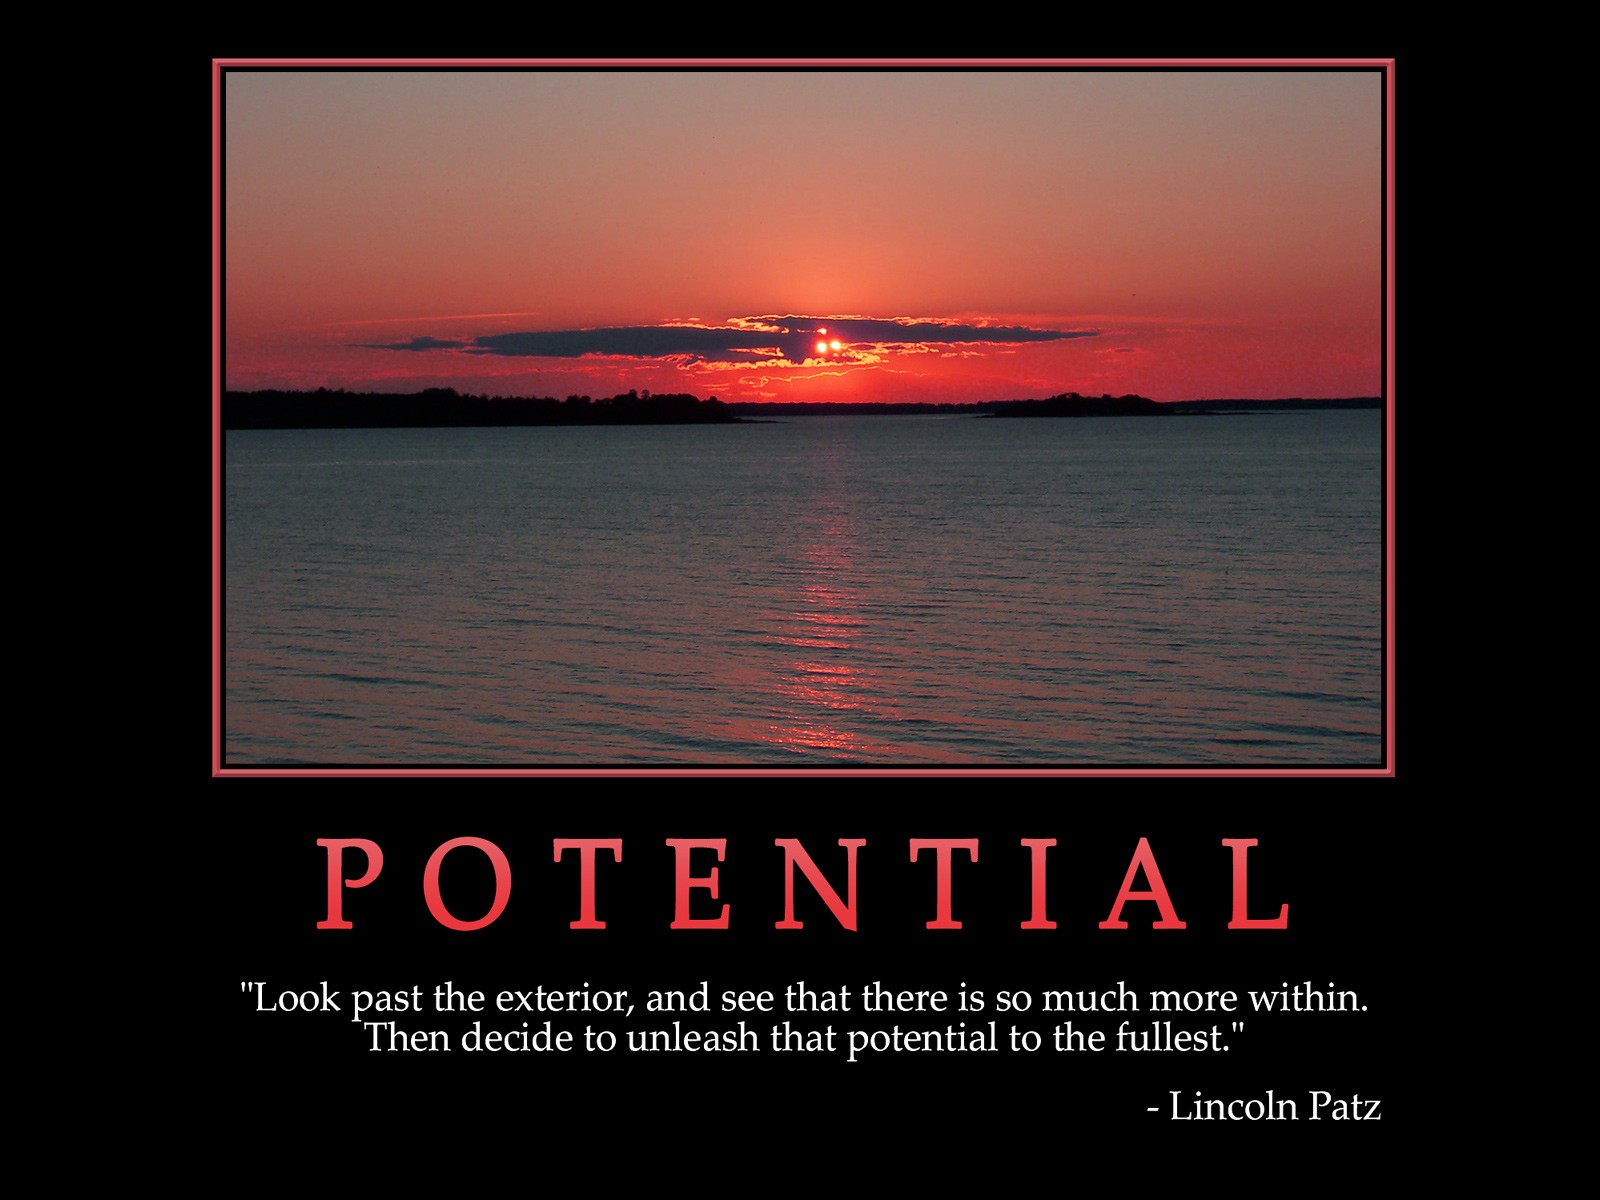 POTENTIAL
"Look past the exterior, and see that there is so much more within.
Then decide to unleash that potential to the fullest."
- Lincoln Patz